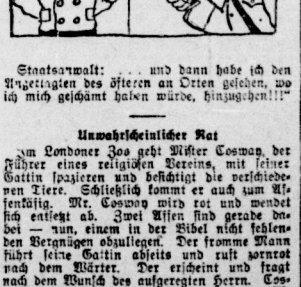 Staatsanwalt: ... und dann habe ich den
Angeklagten des öfteren an Orten gesehen, wo
ich mich geschämt haben würde, hinzugehen!!!"
Unwahrscheinlicher Rat
Im Londoner Zoo geht Mister Cosway, der
Führer eines religiösen Vereins, mit seiner
Gattin spazieren und besichtigt die verschiede-
nen Tiere. Schließlich kommt er auch zum Af-
fenkäfig. Mr. Cosway wird rot und wendet
sich entsetzt ab. Zwei Affen sind gerade da-
bei — nun, einem in der Bibel nicht fehlen-
den Vergnügen obzuliegen. Der fromme Mann
führt seine Gattin abseits und ruft zornrot
nach dem Wärter. Der erscheint und fragt
nach dem Wunsch des aufgeregten Herrn. Cos-